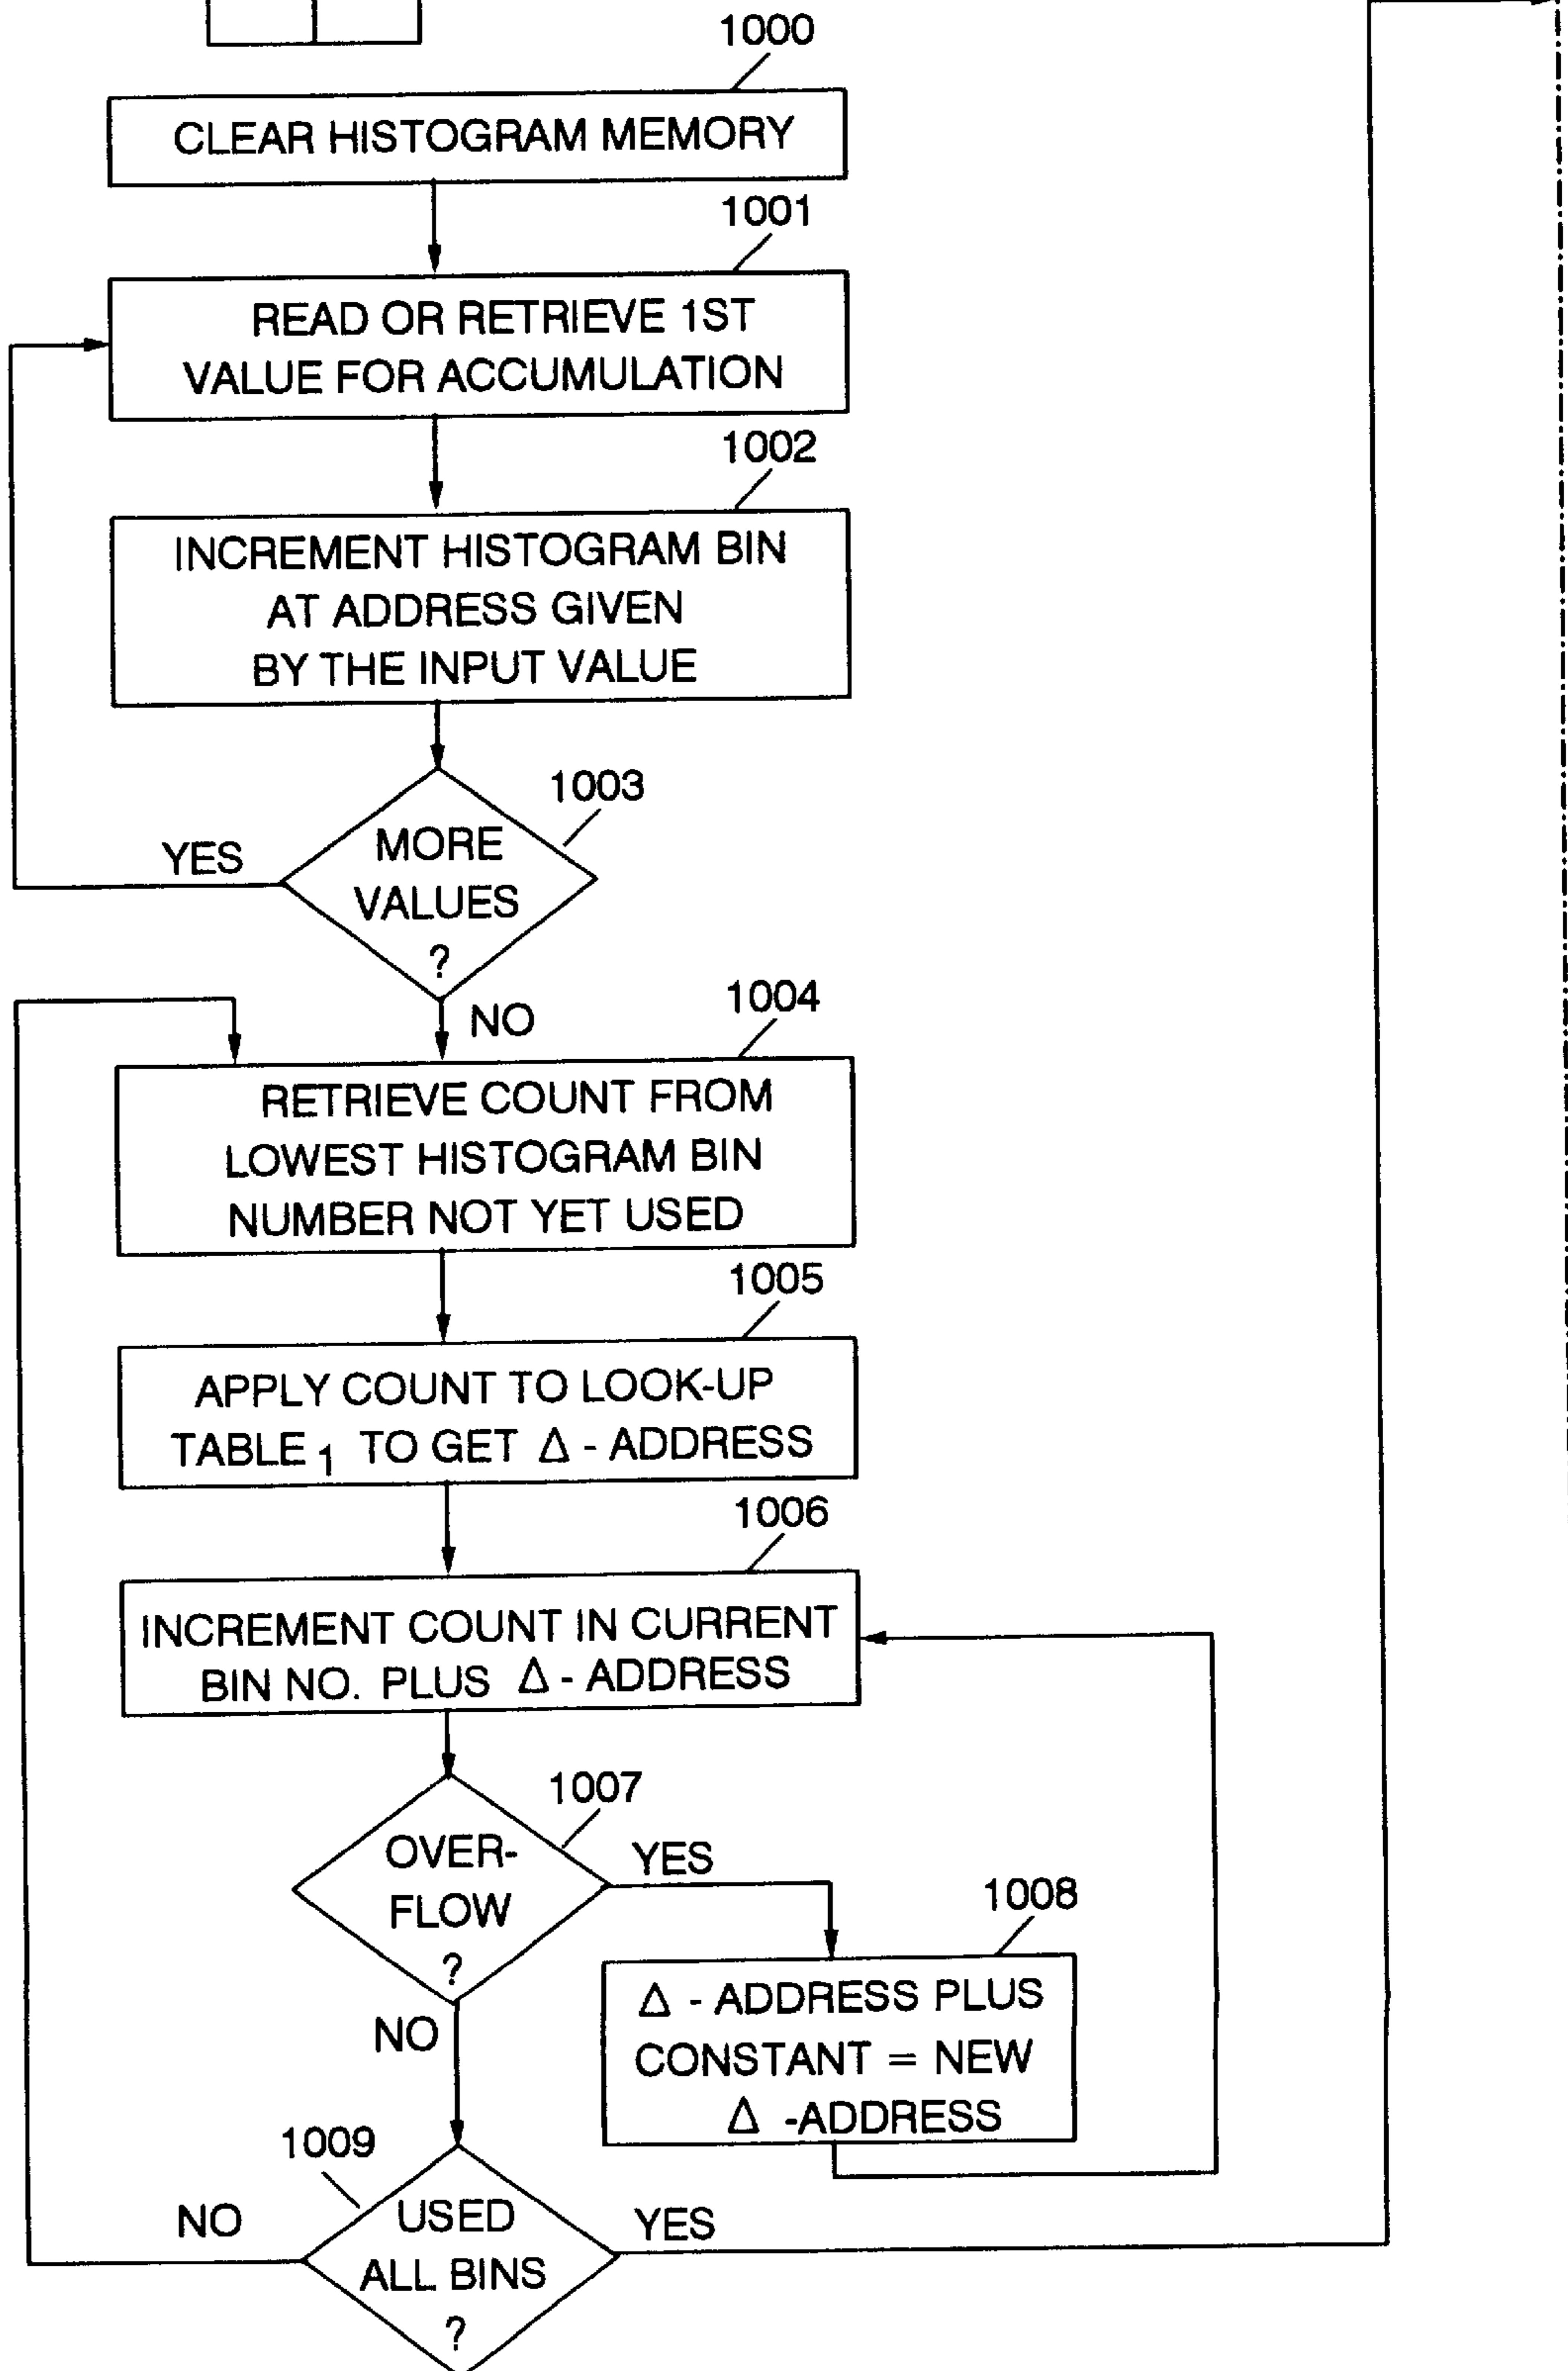 1000
CLEAR HISTOGRAM MEMORY
1001
READ OR RETRIEVE 1ST
VALUE FOR ACCUMULATION
1002
INCREMENT HISTOGRAM BIN
AT ADDRESS GIVEN
BY THE INPUT VALUE
1003
MORE
VALUES
?
YES
NO
1004
RETRIEVE COUNT FROM
LOWEST HISTOGRAM BIN
NUMBER NOT YET USED
1005
APPLY COUNT TO LOOK-UP
TABLE 1 TO GET Δ - ADDRESS
1006
INCREMENT COUNT IN CURRENT
BIN NO. PLUS Δ - ADDRESS
1007
OVER-
FLOW
?
YES
NO
1008
Δ - ADDRESS PLUS
CONSTANT = NEW
Δ -ADDRESS
1009
USED
ALL BINS
?
NO
YES